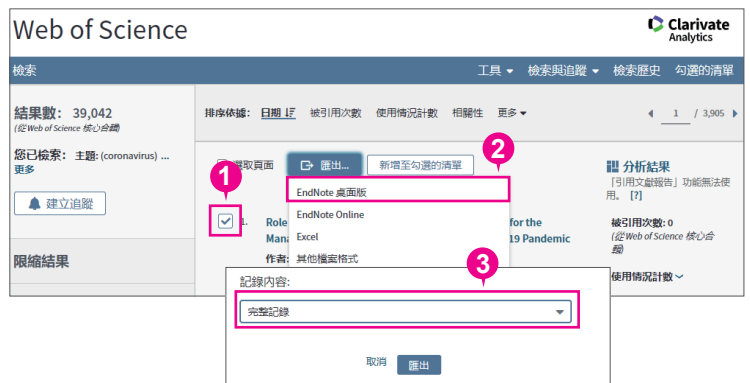 Web of Science
Clarivate
Analytics
檢索
工具 檢索與追蹤 檢索歷史 勾選的清單
結果數： 39,042
(從 Web of Science 核心合輯)
您已檢索： 主題: (coronavirus) ...
更多
建立追蹤
限縮結果
排序依據： 日期 被引用次數 使用情況計數 相關性 更多
1 / 3,905
選取頁面 匯出... 新增至勾選的清單
1
2
EndNote 桌面版
EndNote Online
Excel
其他檔案格式
1. Role for the
Mana 19 Pandemic
作者:
分析結果
「引用文獻報告」功能無法使
用。 [?]
被引用次數: 0
(從 Web of Science 核心合
輯)
使用情況計數
3
記錄內容:
完整記錄
取消 匯出